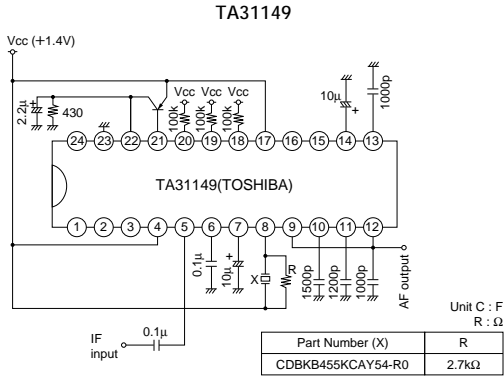 TA31149
Vcc (+1.4V)
Vcc Vcc Vcc
2.2μ + 430 100k 100k 100k 10μ + 1000p
24 23 22 21 20 19 18 17 16 15 14 13
TA31149(TOSHIBA)
1 2 3 4 5 6 7 8 9 10 11 12
0.1μ 10μ + X R 1500p 1200p 1000p AF output
IF input 0.1μ
Unit C : F
R : Ω
Part Number (X) R
CDBKB455KCAY54-R0 2.7kΩ